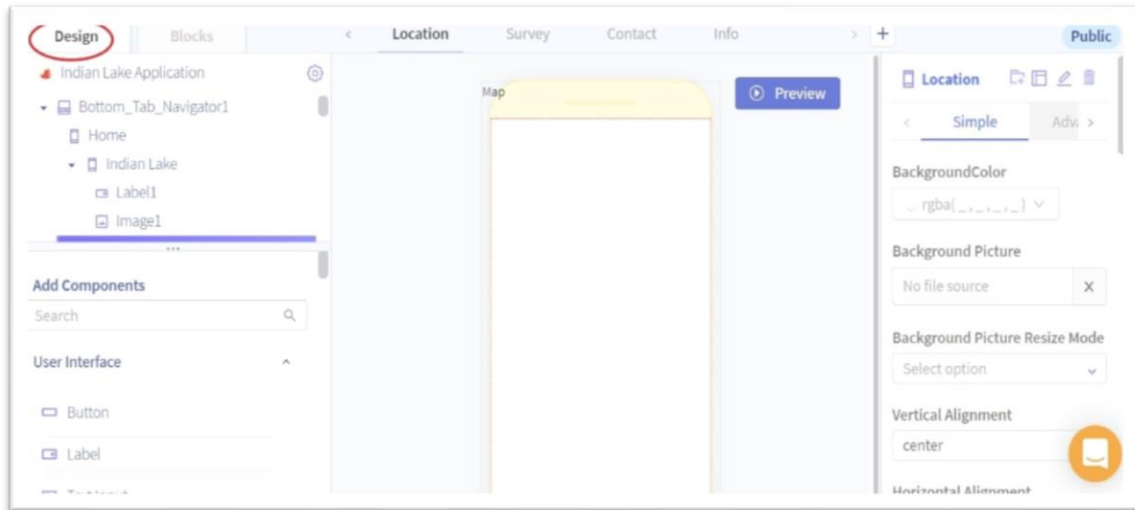 Design
Blocks
Location
Survey
Contact
Info
Public
Indian Lake Application
Bottom_Tab_Navigator1
Home
Indian Lake
Label1
Image1
Add Components
Search
User Interface
Button
Label
Text Input
Map
Preview
Location
Simple
Adv
BackgroundColor
rgba(_,_,_,_)
Background Picture
No file source
X
Background Picture Resize Mode
Select option
Vertical Alignment
center
Horizontal Alignment